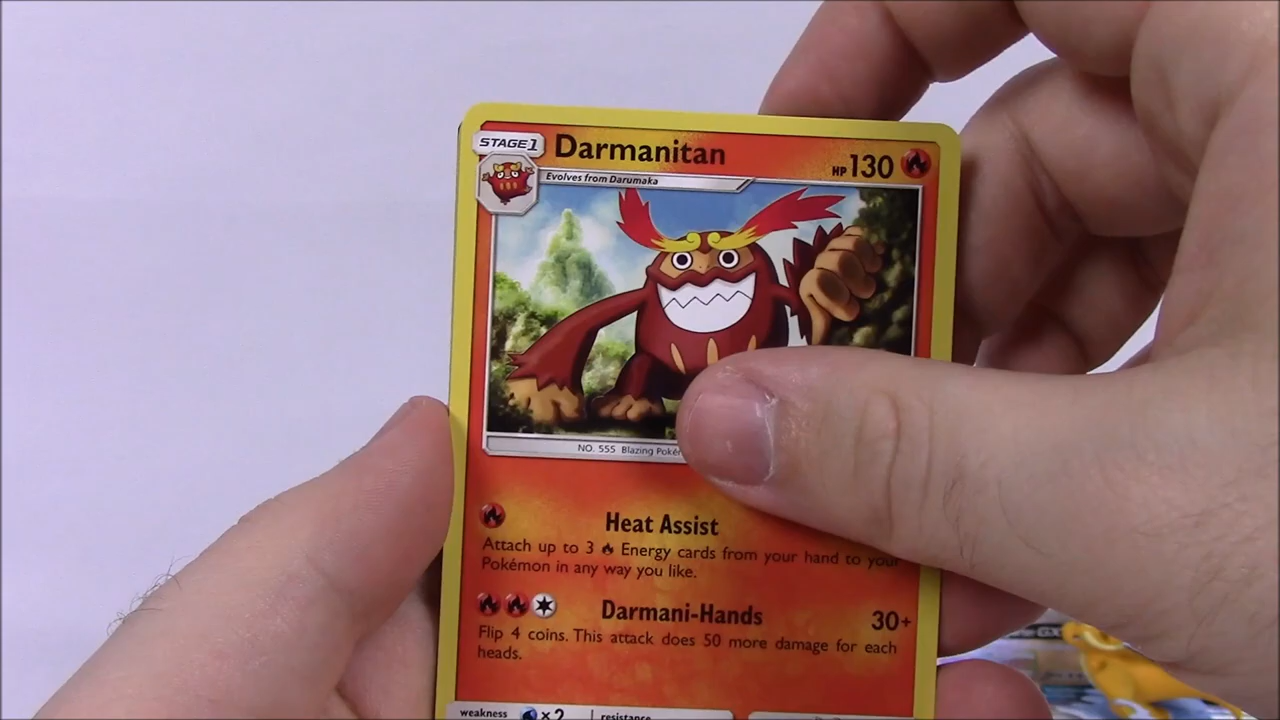 STAGE1
Darmanitan
HP 130
Evolves from Darumaka
NO. 555 Blazing
Heat Assist
Attach up to 3 Energy cards from your hand to your
Pokémon in any way you like.
Darmani-Hands 30+
Flip 4 coins. This attack does 50 more damage for each
heads.
weakness ×2 resistance